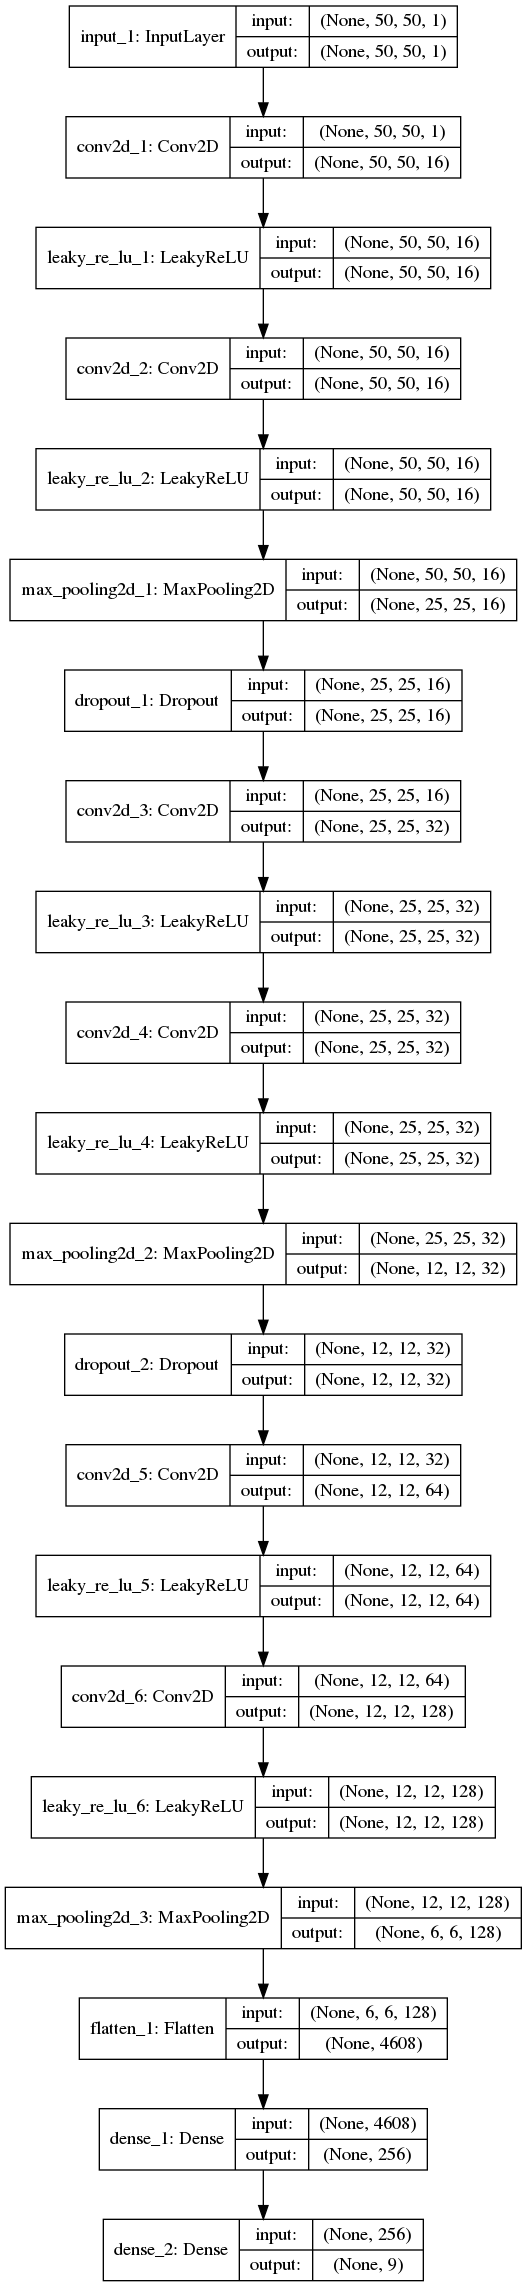 input_1: InputLayer
input: (None, 50, 50, 1)
output: (None, 50, 50, 1)
conv2d_1: Conv2D
input: (None, 50, 50, 1)
output: (None, 50, 50, 16)
leaky_re_lu_1: LeakyReLU
input: (None, 50, 50, 16)
output: (None, 50, 50, 16)
conv2d_2: Conv2D
input: (None, 50, 50, 16)
output: (None, 50, 50, 16)
leaky_re_lu_2: LeakyReLU
input: (None, 50, 50, 16)
output: (None, 50, 50, 16)
max_pooling2d_1: MaxPooling2D
input: (None, 50, 50, 16)
output: (None, 25, 25, 16)
dropout_1: Dropout
input: (None, 25, 25, 16)
output: (None, 25, 25, 16)
conv2d_3: Conv2D
input: (None, 25, 25, 16)
output: (None, 25, 25, 32)
leaky_re_lu_3: LeakyReLU
input: (None, 25, 25, 32)
output: (None, 25, 25, 32)
conv2d_4: Conv2D
input: (None, 25, 25, 32)
output: (None, 25, 25, 32)
leaky_re_lu_4: LeakyReLU
input: (None, 25, 25, 32)
output: (None, 25, 25, 32)
max_pooling2d_2: MaxPooling2D
input: (None, 25, 25, 32)
output: (None, 12, 12, 32)
dropout_2: Dropout
input: (None, 12, 12, 32)
output: (None, 12, 12, 32)
conv2d_5: Conv2D
input: (None, 12, 12, 32)
output: (None, 12, 12, 64)
leaky_re_lu_5: LeakyReLU
input: (None, 12, 12, 64)
output: (None, 12, 12, 64)
conv2d_6: Conv2D
input: (None, 12, 12, 64)
output: (None, 12, 12, 128)
leaky_re_lu_6: LeakyReLU
input: (None, 12, 12, 128)
output: (None, 12, 12, 128)
max_pooling2d_3: MaxPooling2D
input: (None, 12, 12, 128)
output: (None, 6, 6, 128)
flatten_1: Flatten
input: (None, 6, 6, 128)
output: (None, 4608)
dense_1: Dense
input: (None, 4608)
output: (None, 256)
dense_2: Dense
input: (None, 256)
output: (None, 9)